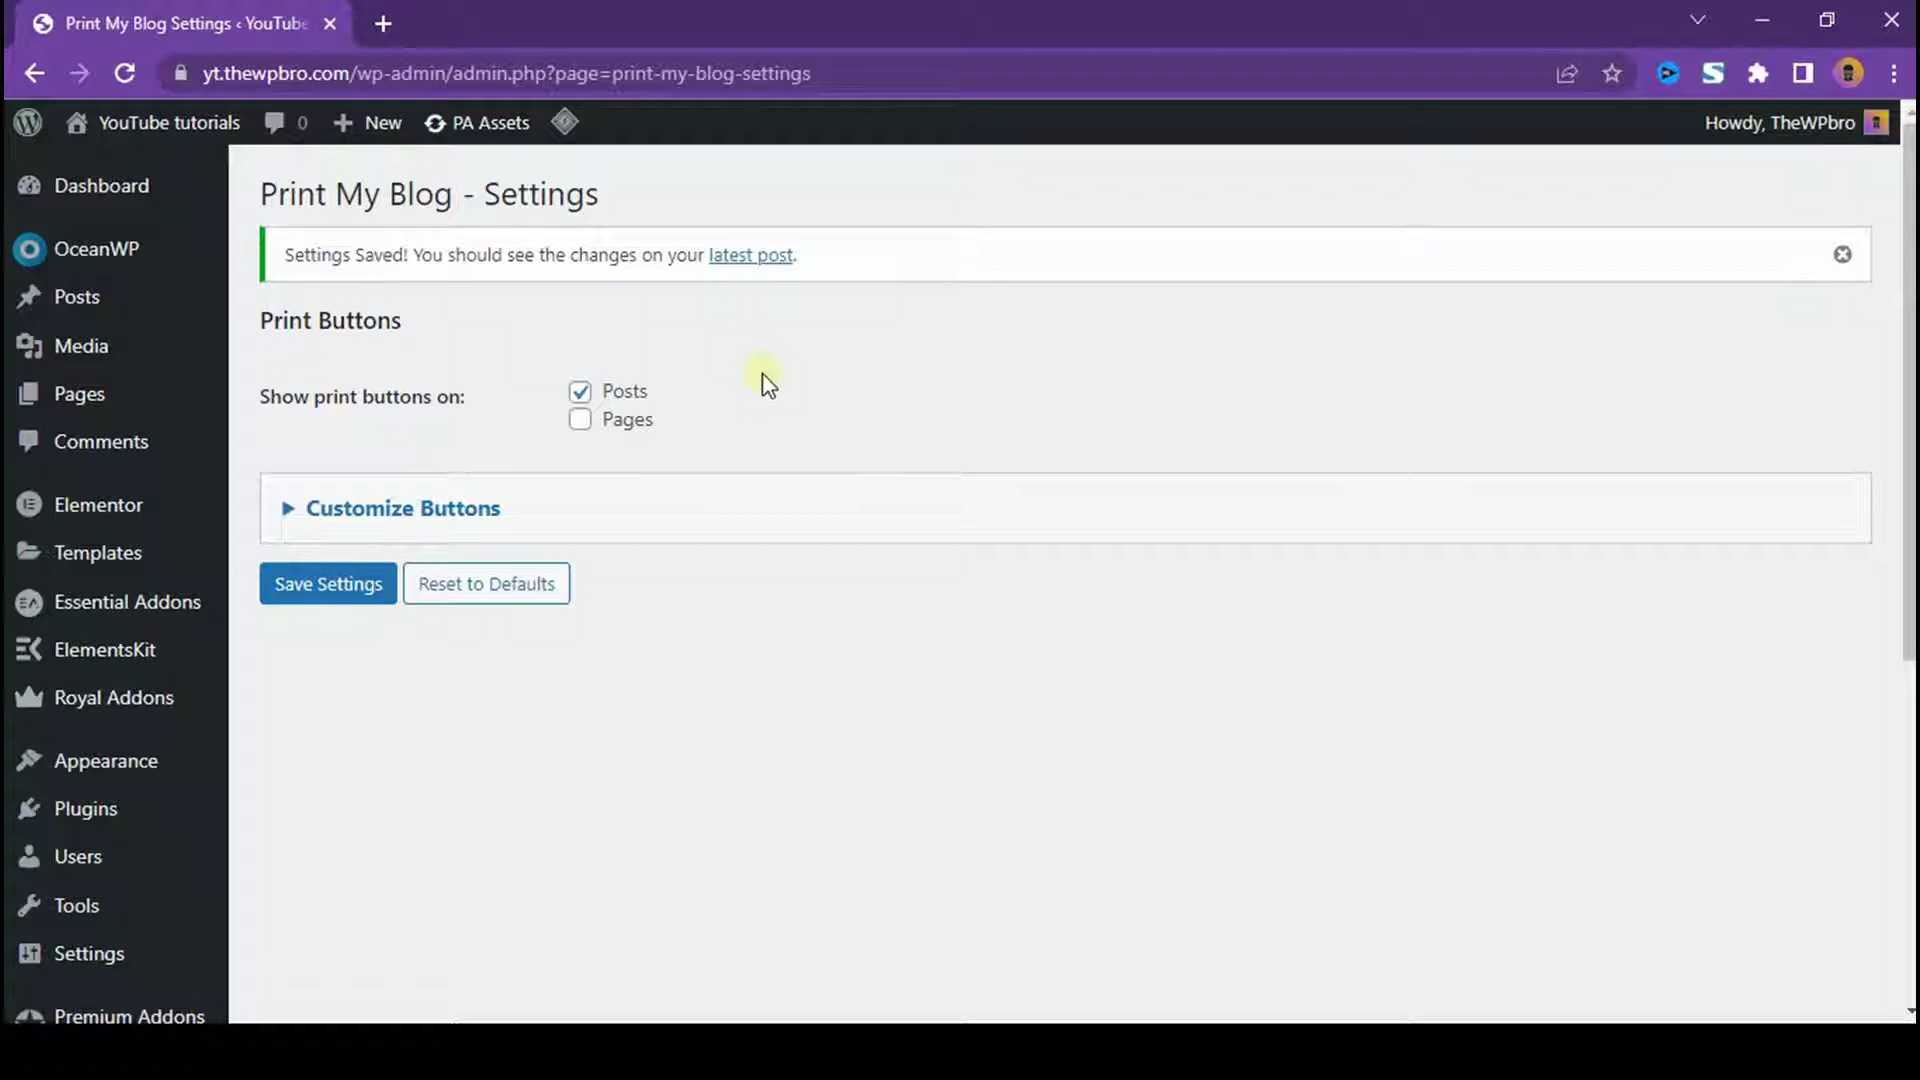 Print My Blog Settings ‹ YouTube
yt.thewpbro.com/wp-admin/admin.php?page=print-my-blog-settings
YouTube tutorials
0
New
PA Assets
Howdy, TheWPbro
Dashboard
OceanWP
Posts
Media
Pages
Comments
Elementor
Templates
Essential Addons
ElementsKit
Royal Addons
Appearance
Plugins
Users
Tools
Settings
Premium Addons
Print My Blog - Settings
Settings Saved! You should see the changes on your latest post.
Print Buttons
Show print buttons on:
Posts
Pages
Customize Buttons
Save Settings
Reset to Defaults